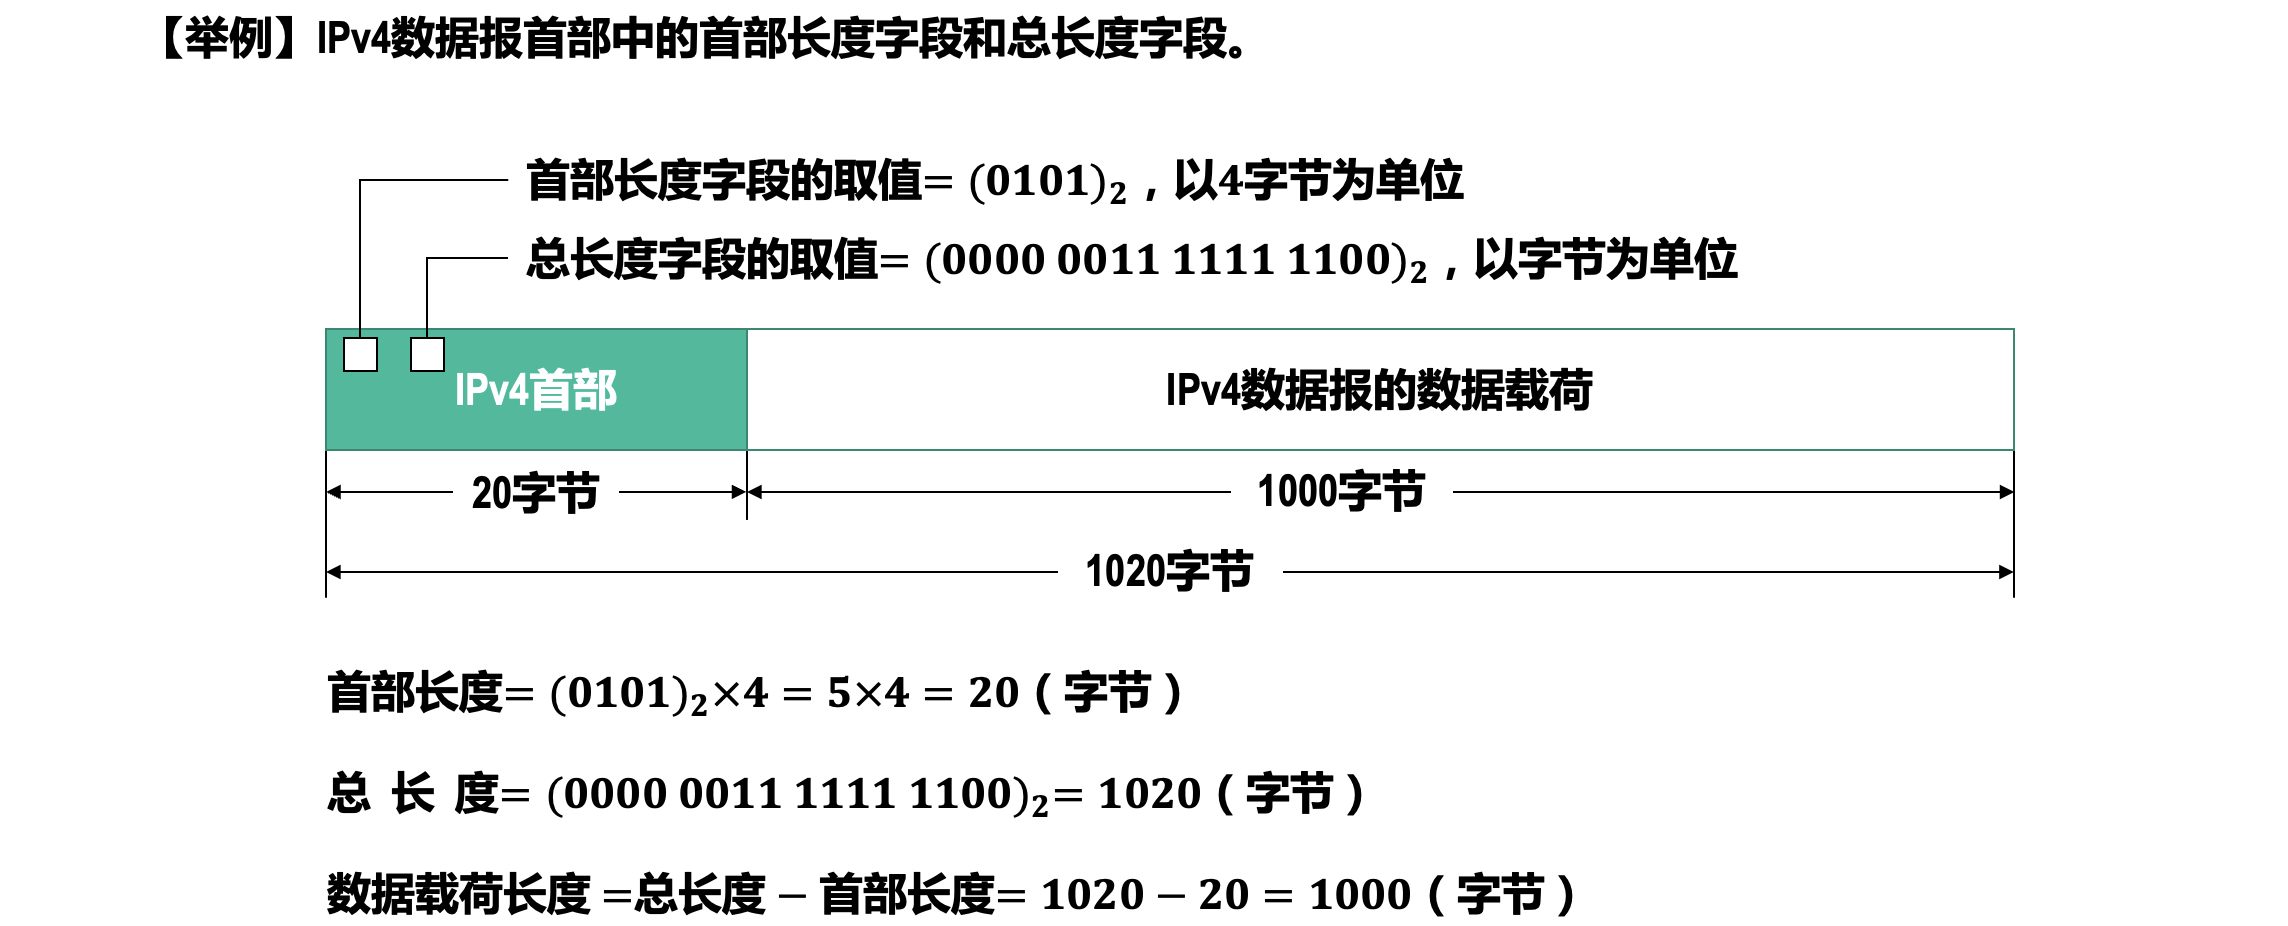 【举例】IPv4数据报首部中的首部长度字段和总长度字段。
首部长度字段的取值= (0101)₂，以4字节为单位
总长度字段的取值= (0000 0011 1111 1100)₂，以字节为单位
IPv4首部
IPv4数据报的数据载荷
20字节
1000字节
1020字节
首部长度= (0101)₂×4 = 5×4 = 20（字节）
总 长 度= (0000 0011 1111 1100)₂= 1020（字节）
数据载荷长度 =总长度 − 首部长度= 1020 − 20 = 1000（字节）